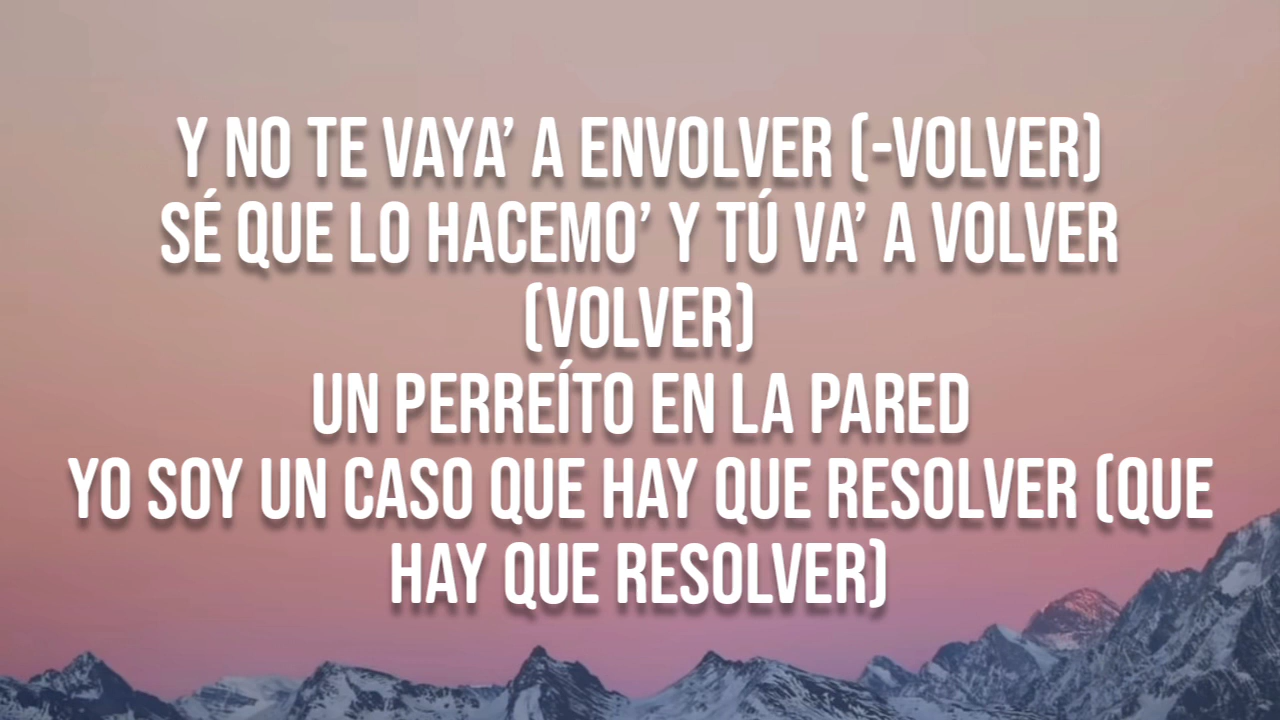 Y NO TE VAYA’ A ENVOLVER (-VOLVER)
SÉ QUE LO HACEMO’ Y TÚ VA’ A VOLVER
(VOLVER)
UN PERREÍTO EN LA PARED
YO SOY UN CASO QUE HAY QUE RESOLVER (QUE
HAY QUE RESOLVER)